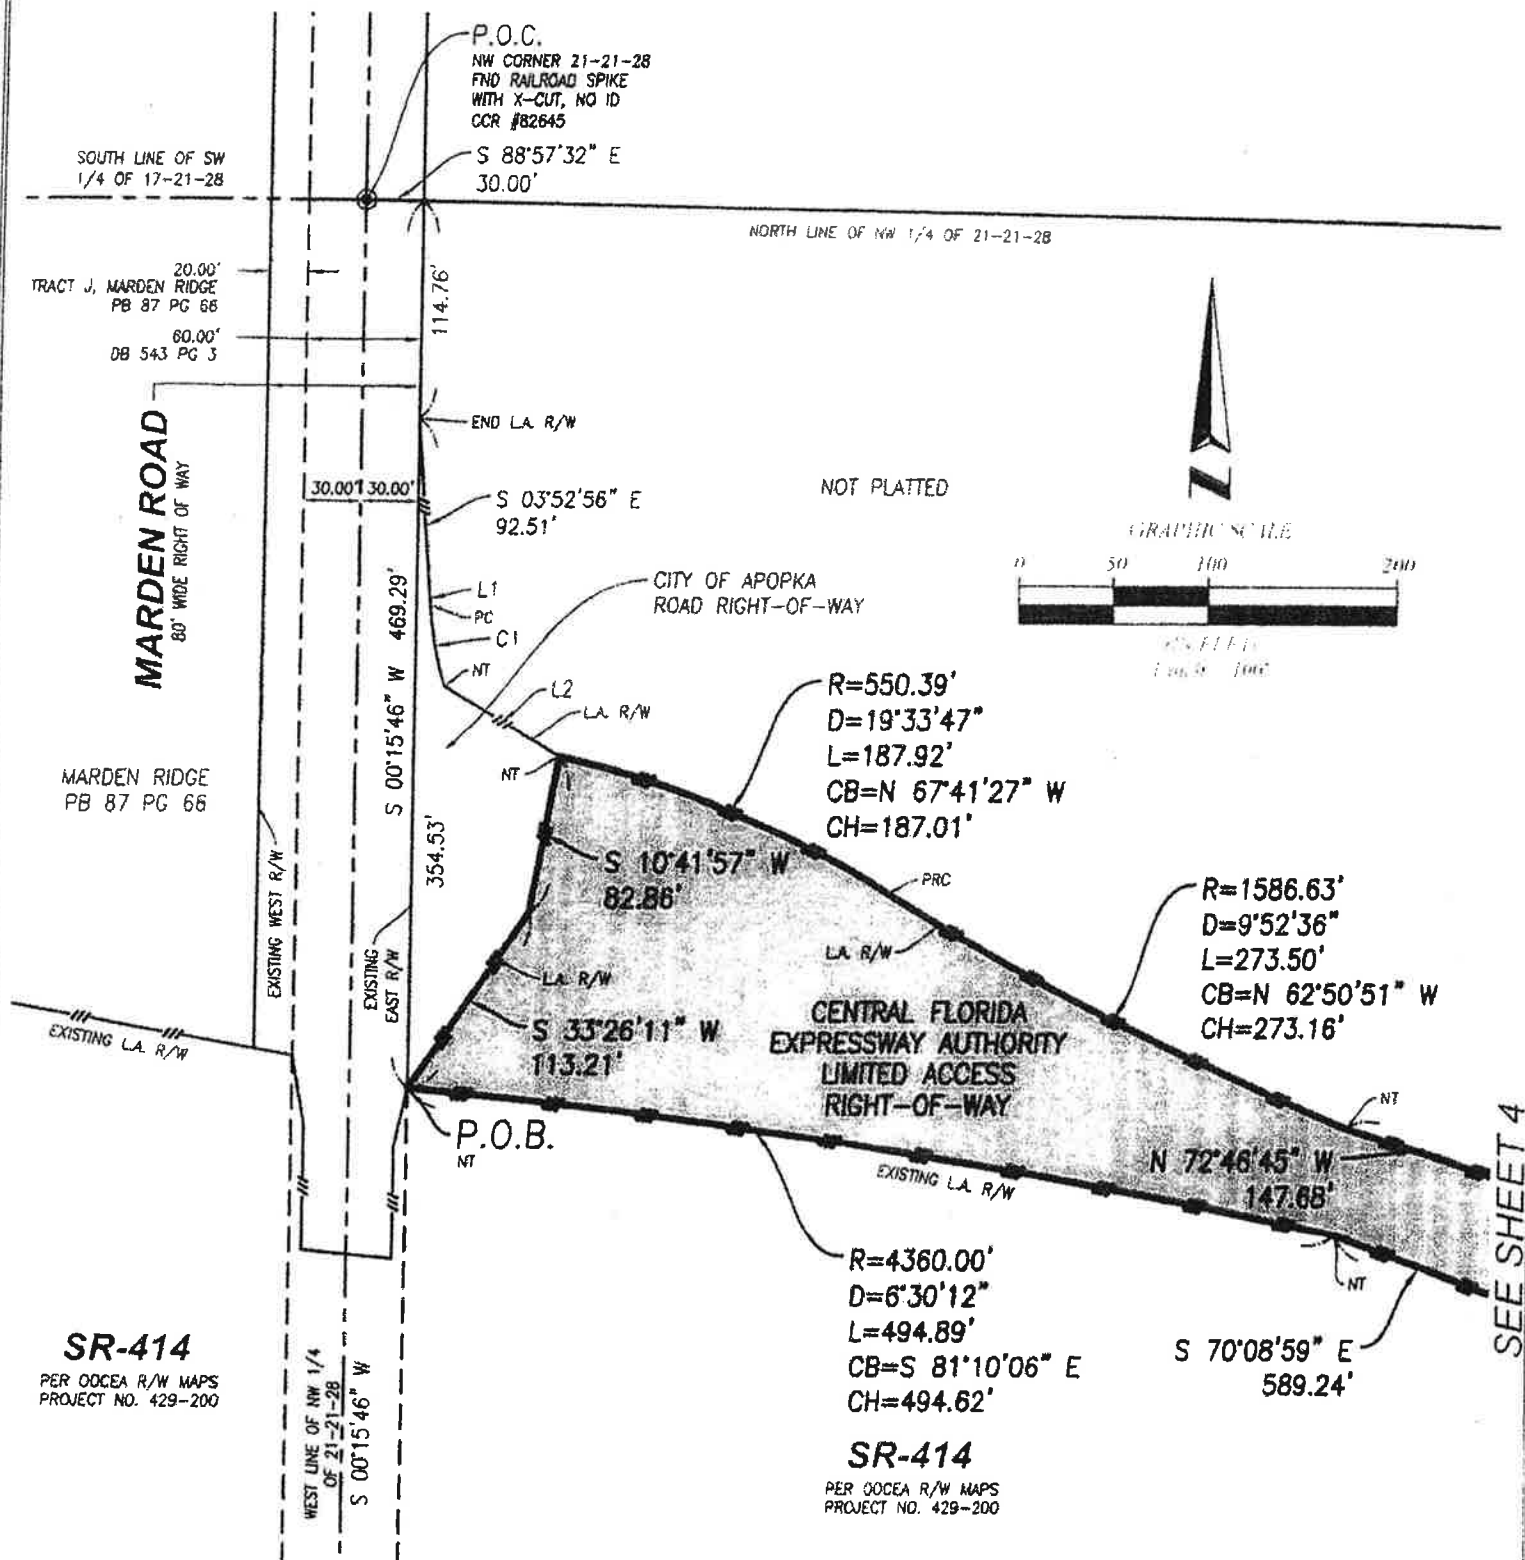 P.O.C.
NW CORNER 21-21-28
FND RAILROAD SPIKE
WITH X-CUT, NO ID
CCR #82645
S 88°57'32" E
30.00'
SOUTH LINE OF SW
1/4 OF 17-21-28
NORTH LINE OF NW 1/4 OF 21-21-28
20.00'
TRACT J, MARDEN RIDGE
PB 87 PG 66
60.00'
DB 543 PG 3
114.76'
END L.A. R/W
MARDEN ROAD
80' WIDE RIGHT OF WAY
30.00' 30.00'
S 03°52'56" E
92.51'
NOT PLATTED
GRAPHIC SCALE
0 50 100 200
L1
PC
C1
NT
CITY OF APOPKA
ROAD RIGHT-OF-WAY
L2
L.A. R/W
NT
S 00°15'46" W 469.29'
354.53'
R=550.39'
D=19°33'47"
L=187.92'
CB=N 67°41'27" W
CH=187.01'
MARDEN RIDGE
PB 87 PG 66
EXISTING WEST R/W
EXISTING
EAST R/W
S 10°41'57" W
82.86'
PRC
L.A. R/W
R=1586.63'
D=9°52'36"
L=273.50'
CB=N 62°50'51" W
CH=273.16'
L.A. R/W
S 33°26'11" W
113.21'
CENTRAL FLORIDA
EXPRESSWAY AUTHORITY
LIMITED ACCESS
RIGHT-OF-WAY
EXISTING L.A. R/W
P.O.B.
NT
NT
N 72°46'45" W
147.68'
EXISTING L.A. R/W
NT
SEE SHEET 4
R=4360.00'
D=6°30'12"
L=494.89'
CB=S 81°10'06" E
CH=494.62'
S 70°08'59" E
589.24'
SR-414
PER OOCEA R/W MAPS
PROJECT NO. 429-200
WEST LINE OF NW 1/4
OF 21-21-28
S 00°15'46" W
SR-414
PER OOCEA R/W MAPS
PROJECT NO. 429-200